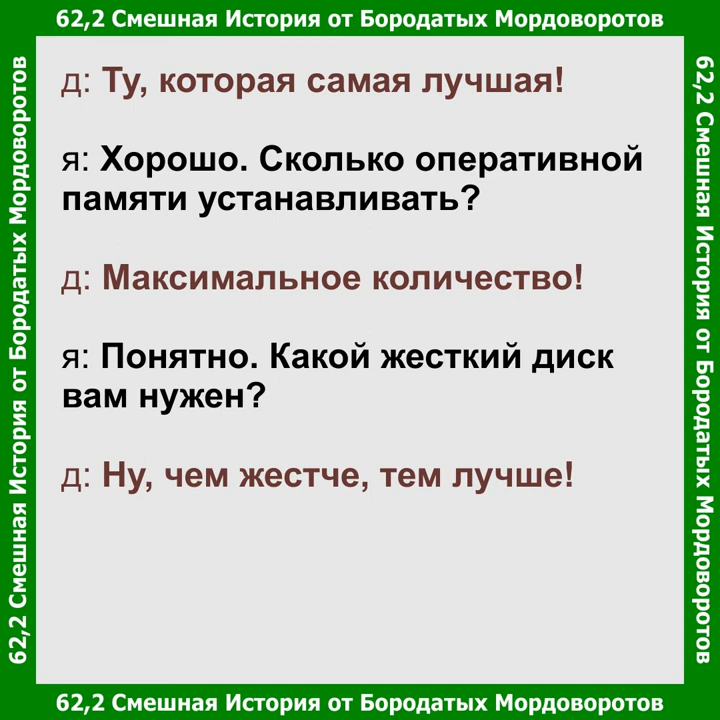 62,2 Смешная История от Бородатых Мордоворотов
д: Ту, которая самая лучшая!
я: Хорошо. Сколько оперативной
памяти устанавливать?
д: Максимальное количество!
я: Понятно. Какой жесткий диск
вам нужен?
д: Ну, чем жестче, тем лучше!
62,2 Смешная История от Бородатых Мордоворотов
62,2 Смешная История от Бородатых Мордоворотов
62,2 Смешная История от Бородатых Мордоворотов